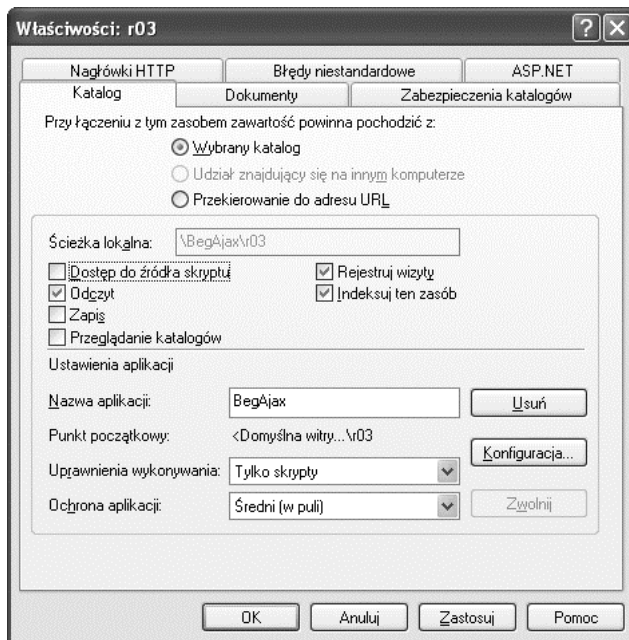 Właściwości: r03
Nagłówki HTTP Błędy niestandardowe ASP.NET
Katalog Dokumenty Zabezpieczenia katalogów
Przy łączeniu z tym zasobem zawartość powinna pochodzić z:
Wybrany katalog
Udział znajdujący się na innym komputerze
Przekierowanie do adresu URL
Ścieżka lokalna: \BegAjax\r03
Dostęp do źródła skryptu Rejestruj wizyty
Odczyt Indeksuj ten zasób
Zapis
Przeglądanie katalogów
Ustawienia aplikacji
Nazwa aplikacji: BegAjax Usuń
Punkt początkowy: <Domyślna witry...\r03
Konfiguracja...
Uprawnienia wykonywania: Tylko skrypty
Ochrona aplikacji: Średni (w puli) Zwolnij
OK Anuluj Zastosuj Pomoc